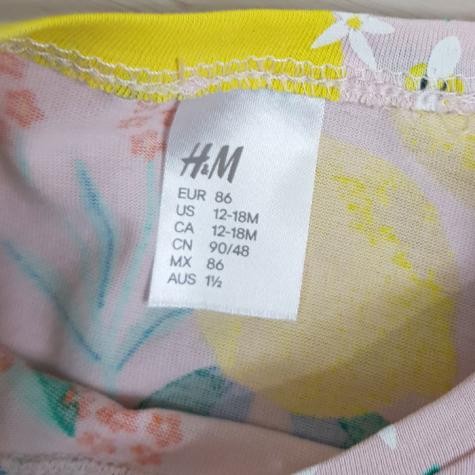 H&M
EUR 86
US 12-18M
CA 12-18M
CN 90/48
MX 86
AUS 1½